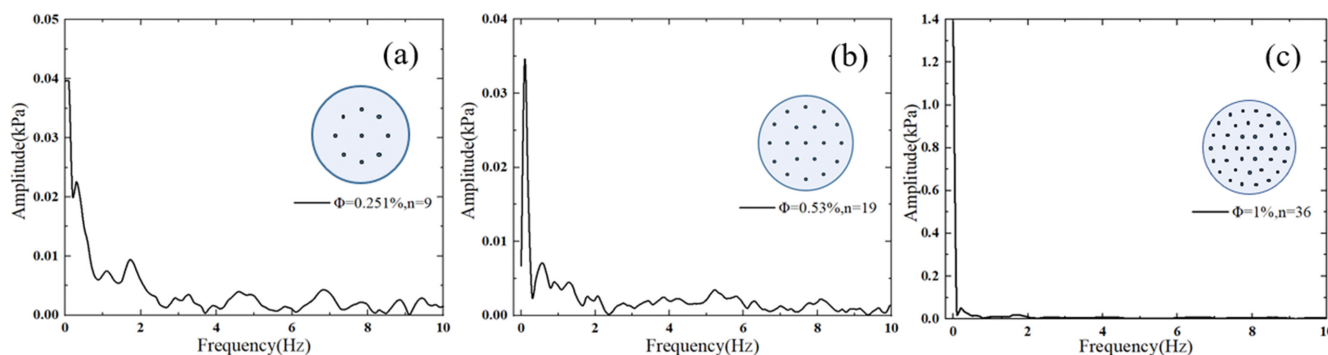 (a)
0.05
0.04
0.03
0.02
0.01
0.00
Amplitude(kPa)
Φ=0.251%,n=9
0 2 4 6 8 10
Frequency(Hz)
(b)
0.04
0.03
0.02
0.01
0.00
Amplitude(kPa)
Φ=0.53%,n=19
0 2 4 6 8 10
Frequency(Hz)
(c)
1.4
1.2
1.0
0.8
0.6
0.4
0.2
0.0
Amplitude(kPa)
Φ=1%,n=36
0 2 4 6 8 10
Frequency(Hz)